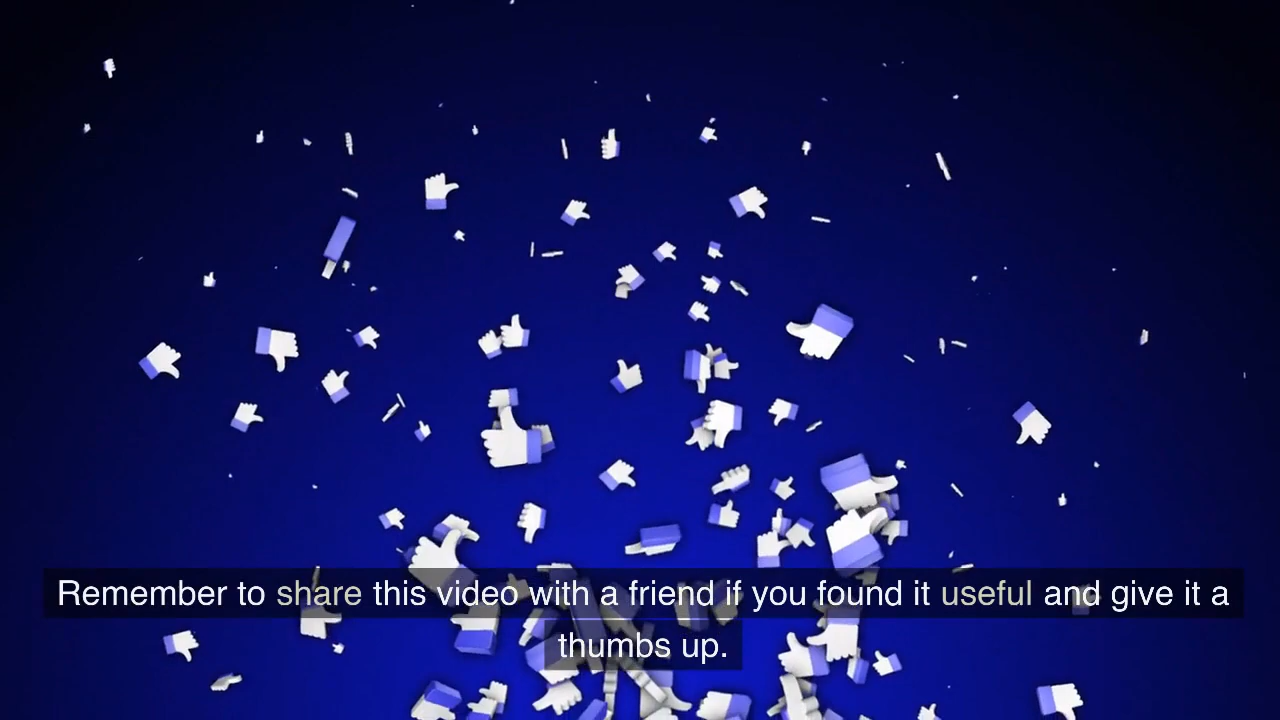 Remember to share this video with a friend if you found it useful and give it a
thumbs up.